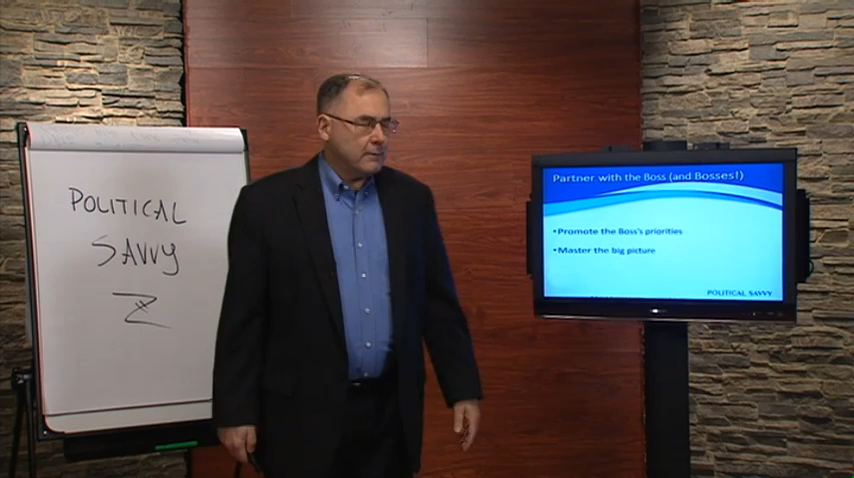 POLITICAL
SAVVY
Partner with the Boss (and Bosses!)
•Promote the Boss's priorities
•Master the big picture
POLITICAL SAVVY